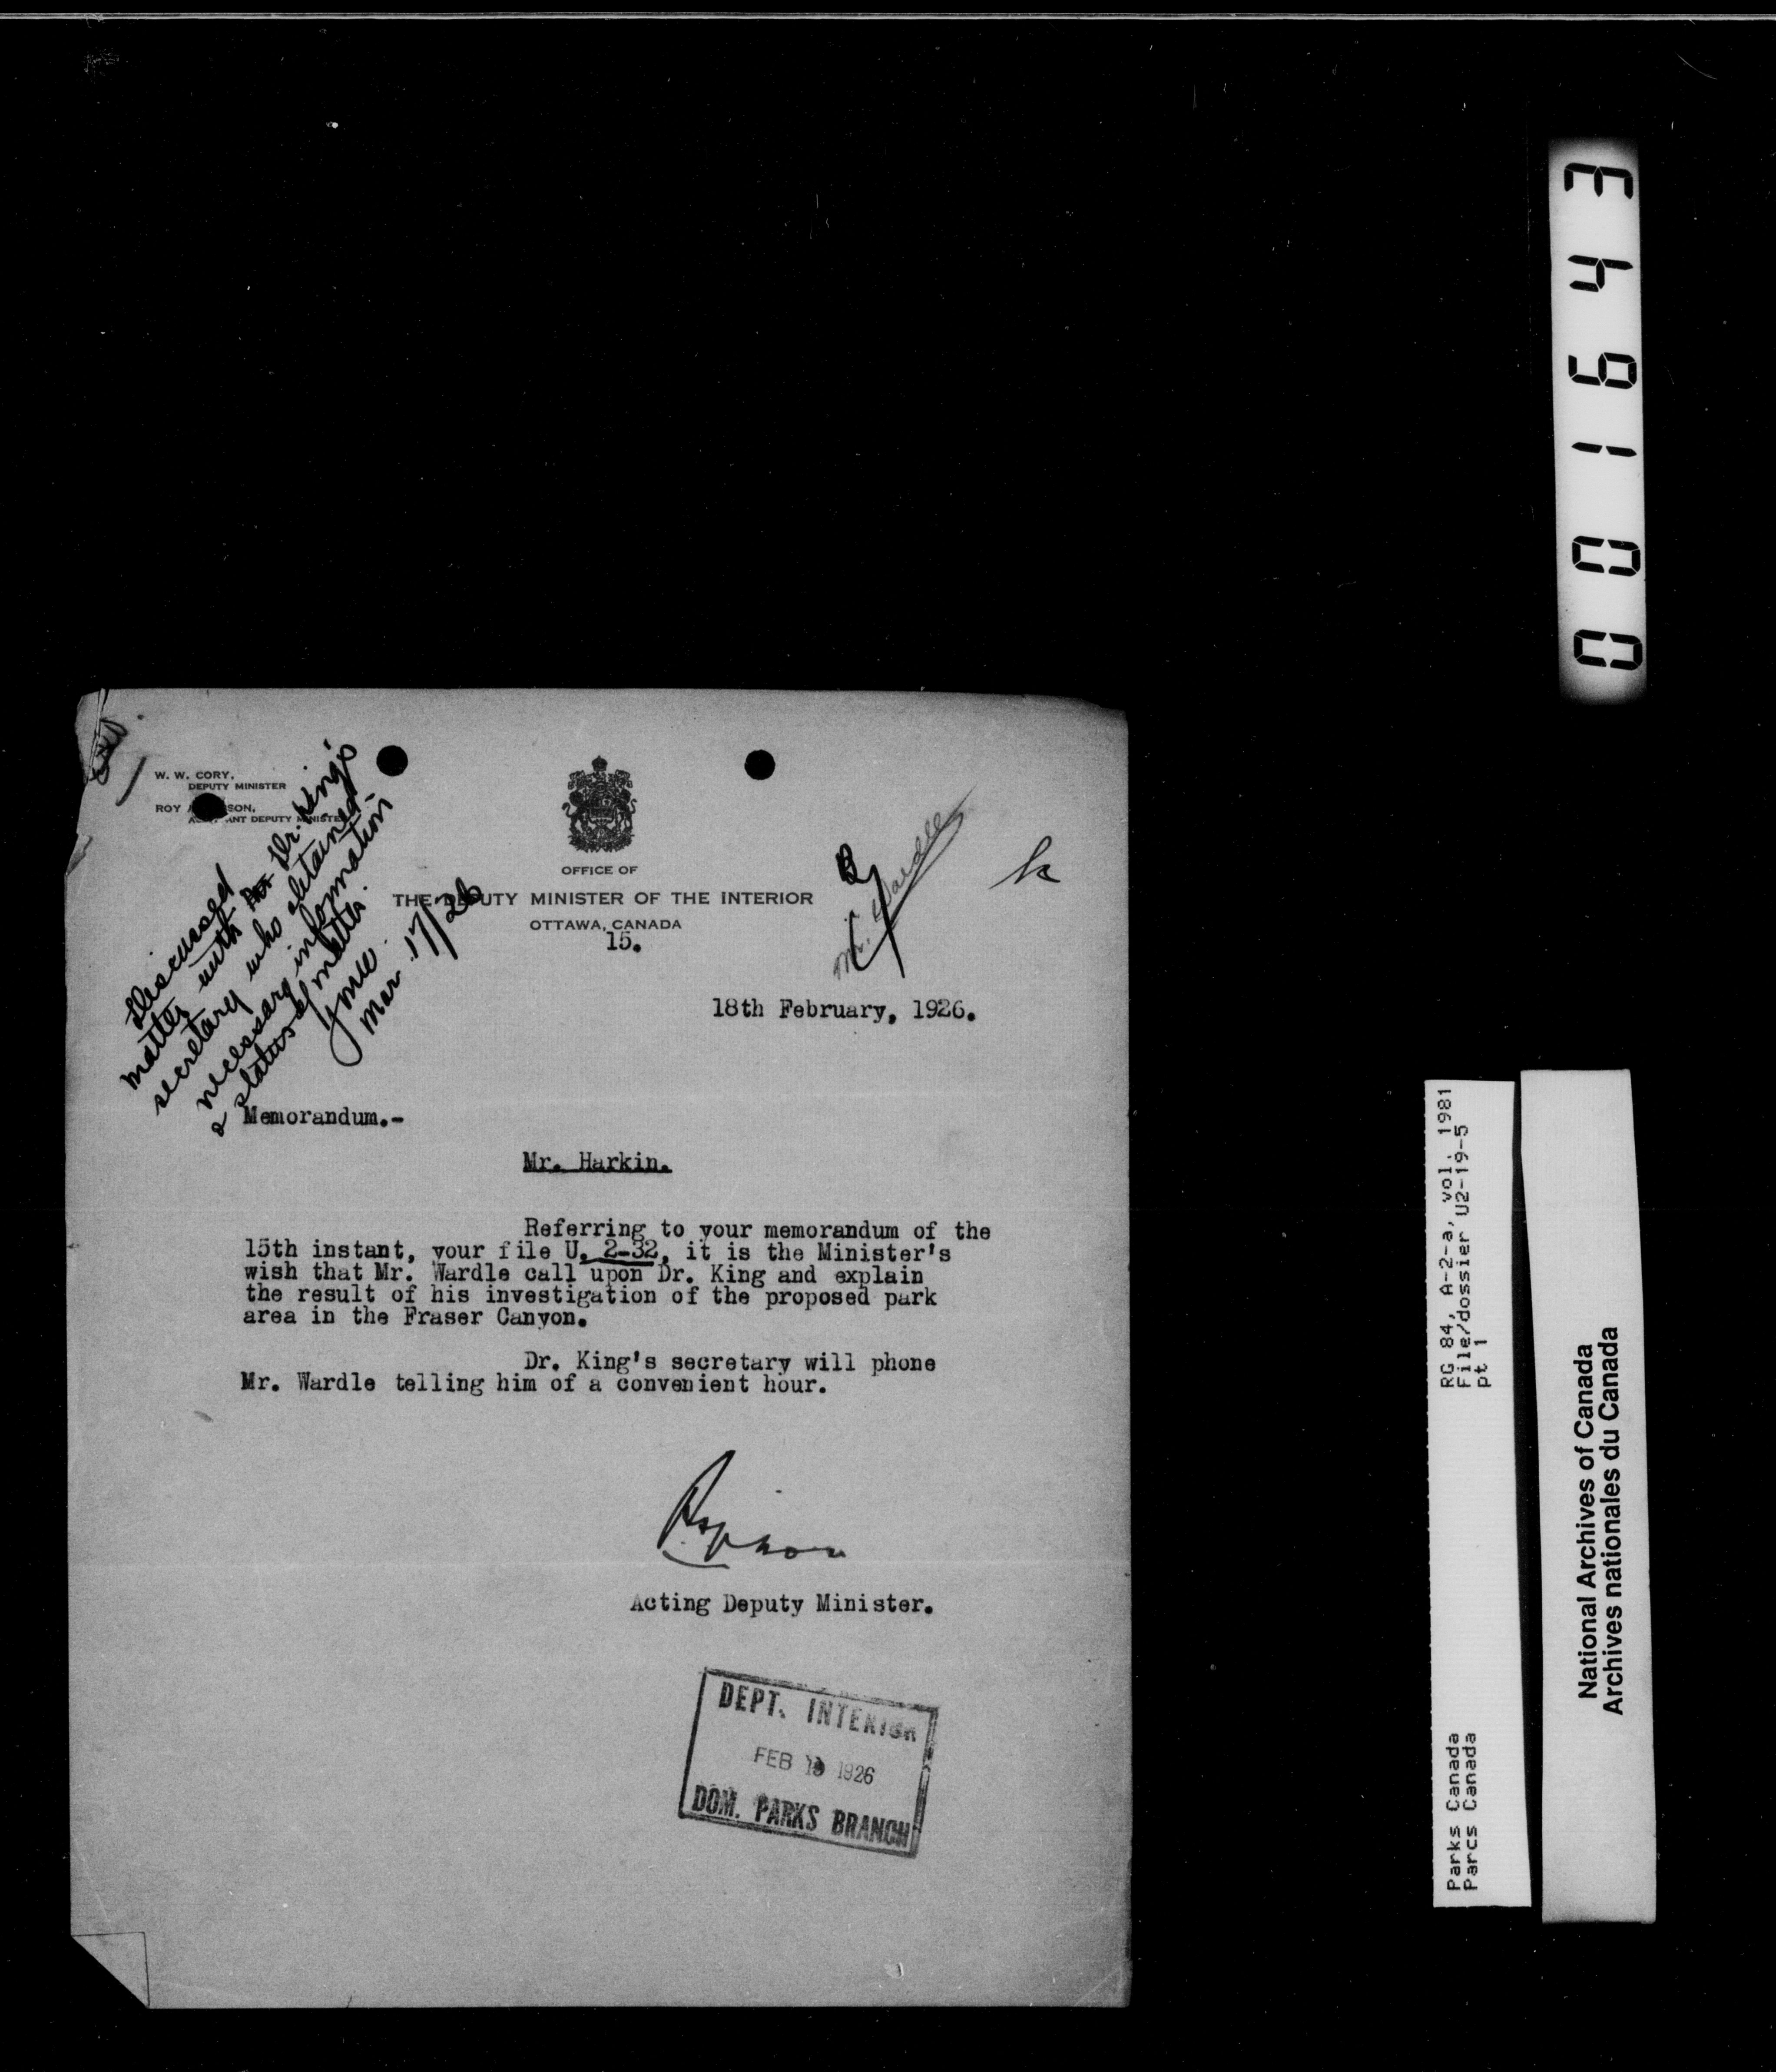 W. W. CORY,
DEPUTY MINISTER
ROY
DEPUTY MINISTER
Discussed
matter with Dr. King's
secretary who obtained
necessary information
status of matter.
Mar 17/26
OFFICE OF
THE DEPUTY MINISTER OF THE INTERIOR
OTTAWA, CANADA
15.
Mr. Wardle
18th February, 1926.
Memorandum.-
Mr. Harkin.
Referring to your memorandum of the
15th instant, your file U. 2-32, it is the Minister's
wish that Mr. Wardle call upon Dr. King and explain
the result of his investigation of the proposed park
area in the Fraser Canyon.
Dr. King's secretary will phone
Mr. Wardle telling him of a convenient hour.
Acting Deputy Minister.
DEPT. INTERIOR
FEB 1926
DOM. PARKS BRANCH
001643
RG 84, A-2-a, vol. 1981
File/dossier U2-19-5
pt 1
Parks Canada
Parcs Canada
National Archives of Canada
Archives nationales du Canada